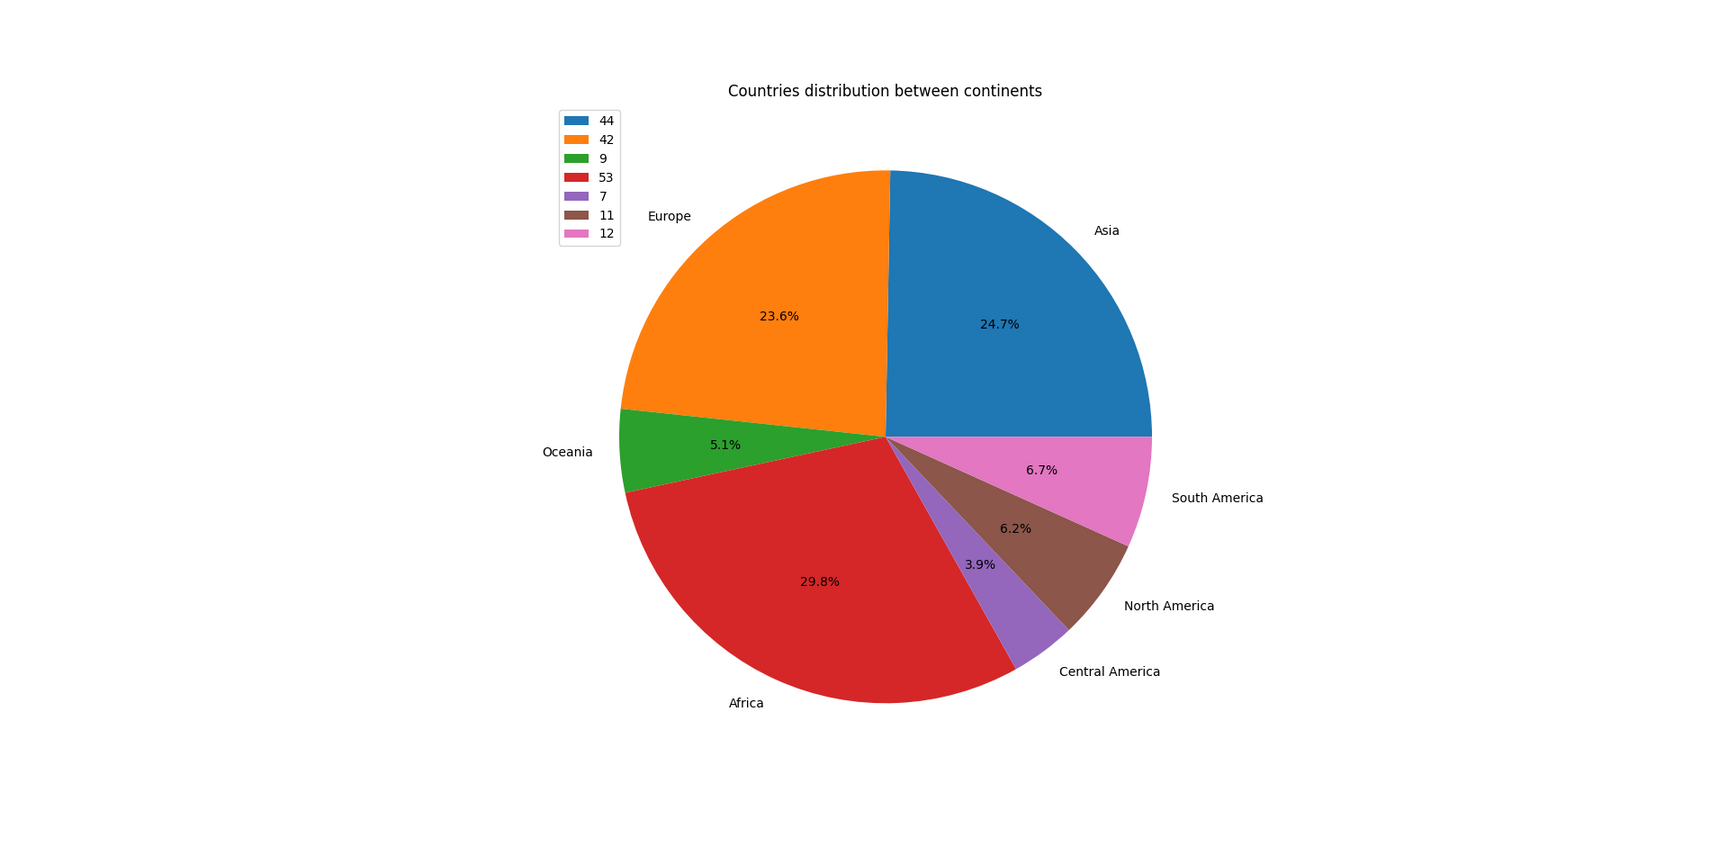 Countries distribution between continents
44
42
9
53
7
11
12
Europe
Asia
23.6%
24.7%
Oceania
5.1%
6.7%
South America
6.2%
3.9%
29.8%
North America
Central America
Africa